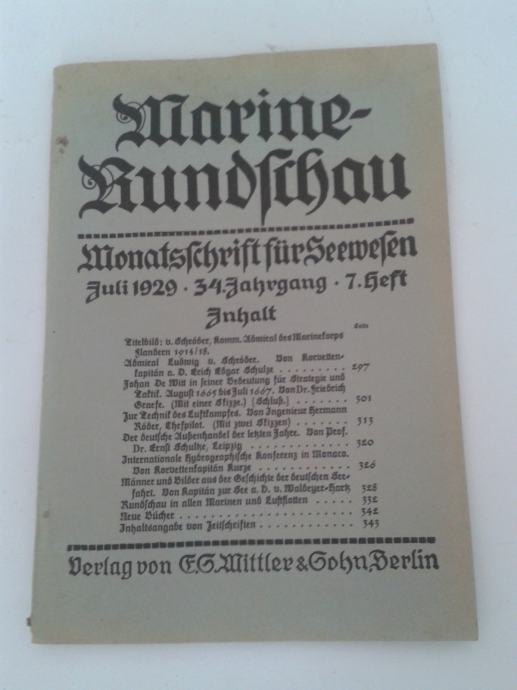 Marine-
Rundschau
Monatsschrift für Seewesen
Juli 1929 · 34. Jahrgang · 7. Heft
Inhalt
Seite
Titelbild: v. Schröder, Komm. Admiral des Marinekorps
Flandern 1914/18.
Admiral Ludwig v. Schröder. Von Korvetten-
kapitän a. D. Erich Edgar Schulze . . . . . . . . . 297
Johan De Witt in seiner Bedeutung für Strategie und
Taktik. August 1665 bis Juli 1667. Von Dr. Friedrich
Graefe. (Mit einer Skizze.) (Schluß.) . . . . . . . 301
Zur Technik des Luftkampfes. Von Ingenieur Hermann
Röder, Chefpilot. (Mit zwei Skizzen) . . . . . . . 313
Der deutsche Außenhandel der letzten Jahre. Von Prof.
Dr. Ernst Schultze, Leipzig . . . . . . . . . . . . 320
Internationale Hydrographische Konferenz in Monaco.
Von Korvettenkapitän Kurze . . . . . . . . . . . 326
Männer und Bilder aus der Geschichte der deutschen See-
fahrt. Von Kapitän zur See a. D. v. Waldeyer-Hartz 328
Rundschau in allen Marinen und Luftflotten . . . . . 332
Neue Bücher . . . . . . . . . . . . . . . . . . . . 342
Inhaltsangabe von Zeitschriften . . . . . . . . . . . 343
Verlag von E. S. Mittler & Sohn, Berlin